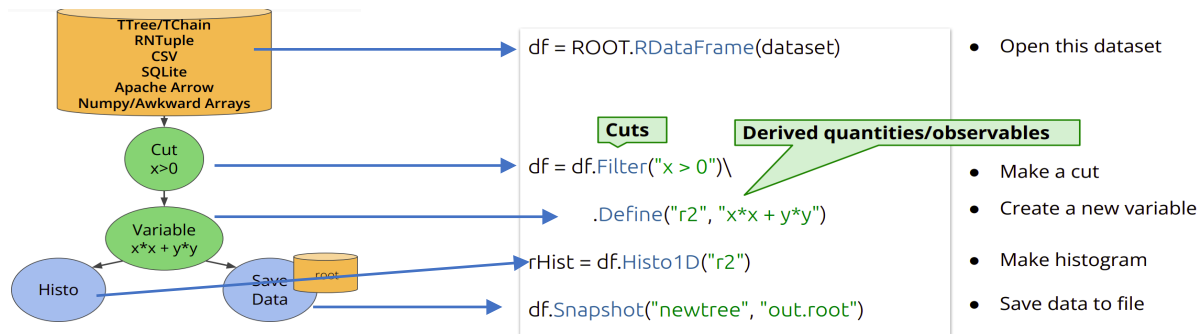 TTree/TChain
RNTuple
CSV
SQLite
Apache Arrow
Numpy/Awkward Arrays
Cut
x>0
Variable
x*x + y*y
Histo
Save
Data
root
df = ROOT.RDataFrame(dataset)
Cuts
Derived quantities/observables
df = df.Filter("x > 0")\
.Define("r2", "x*x + y*y")
rHist = df.Histo1D("r2")
df.Snapshot("newtree", "out.root")
● Open this dataset
● Make a cut
● Create a new variable
● Make histogram
● Save data to file